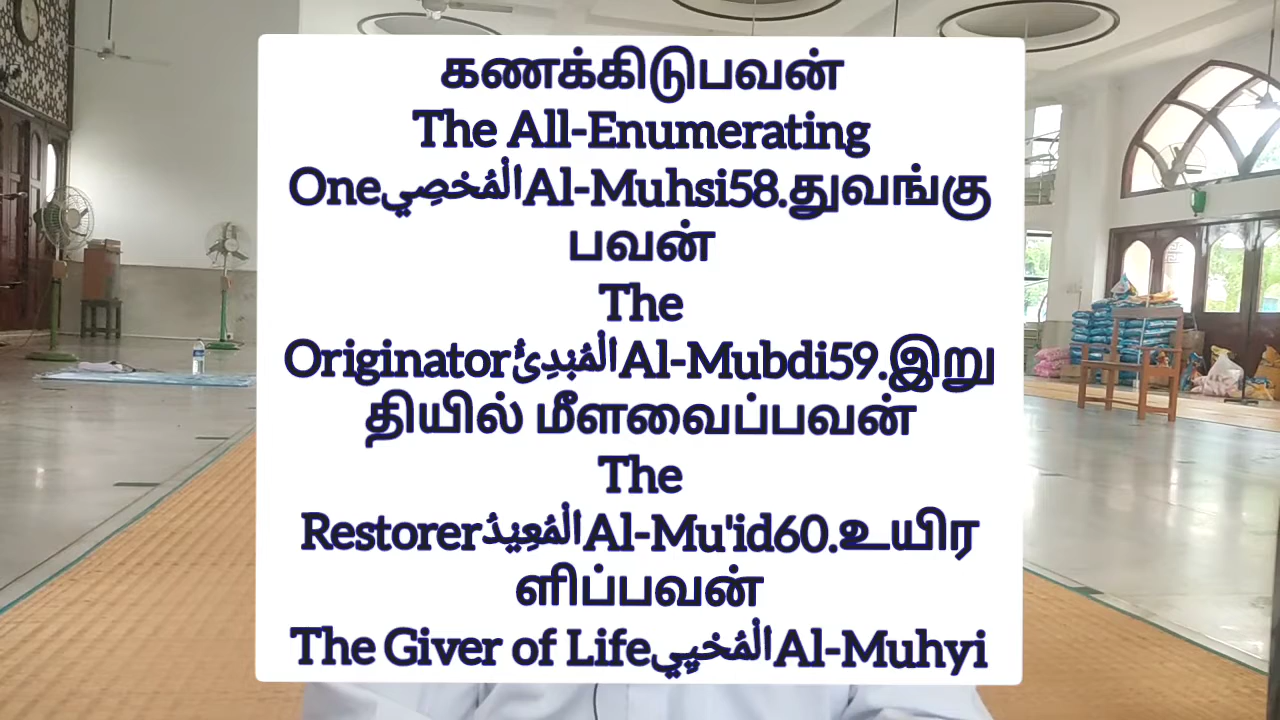 கணக்கிடுபவன்
The All-Enumerating
OneالْمُحْصِيAl-Muhsi58.துவங்கு
பவன்
The
OriginatorالْمُبْدِئُAl-Mubdi59.இறு
தியில் மீளவைப்பவன்
The
RestorerالْمُعِيدُAl-Mu'id60.உயிர
ளிப்பவன்
The Giver of LifeالْمُحْيِيAl-Muhyi